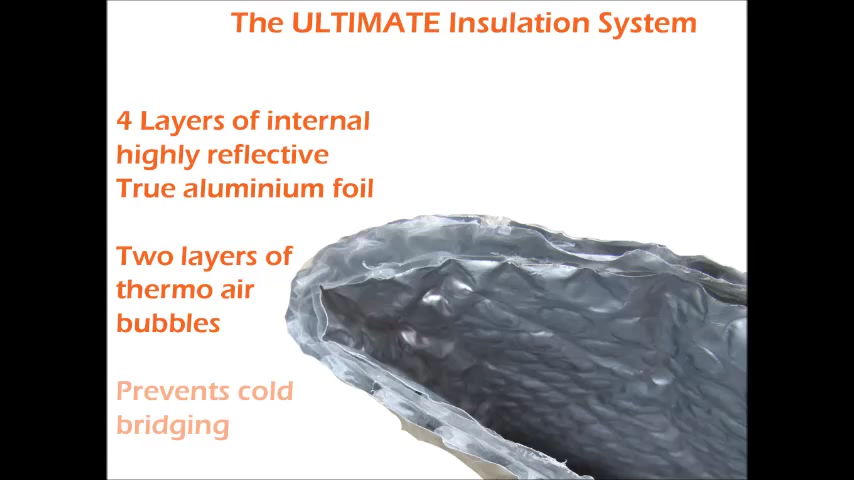 The ULTIMATE Insulation System
4 Layers of internal
highly reflective
True aluminium foil
Two layers of
thermo air
bubbles
Prevents cold
bridging